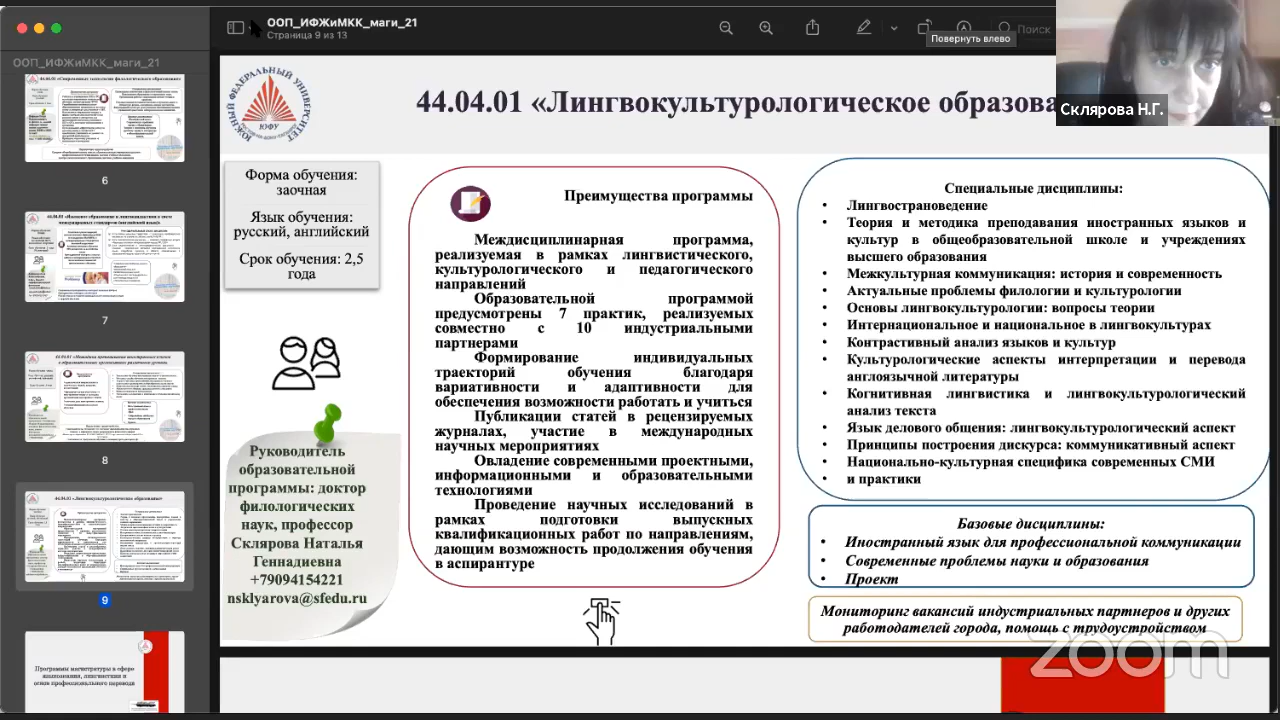 ООП_ИФЖиМКК_маги_21
Страница 9 из 13
Поиск
Повернуть влево
ООП_ИФЖиМКК_маги_21
6
7
8
9
Программы магистратуры в сфере
Склярова Н.Г.
44.04.01 «Лингвокультурологическое образова
Форма обучения:
заочная
Язык обучения:
русский, английский
Срок обучения: 2,5
года
Руководитель
образовательной
программы: доктор
филологических
наук, профессор
Склярова Наталья
Геннадиевна
nsklyarova@sfedu.ru
Преимущества программы
Междисциплинарная программа,
реализуемая в рамках лингвистического,
культурологического и педагогического
направлений
Образовательной программой
предусмотрены 7 практик, реализуемых
совместно с 10 индустриальными
партнерами
Формирование индивидуальных
траекторий обучения благодаря
вариативности и адаптивности для
обеспечения возможности работать и учиться
Публикации статей в рецензируемых
журналах, участие в международных
научных мероприятиях
Овладение современными проектными,
информационными и образовательными
технологиями
Проведение научных исследований в
рамках подготовки выпускных
квалификационных работ по направлениям,
дающим возможность продолжения обучения
в аспирантуре
Специальные дисциплины:
• Лингвострановедение
• Теория и методика преподавания иностранных языков и
культур в общеобразовательной школе и учреждениях
высшего образования
• Межкультурная коммуникация: история и современность
• Актуальные проблемы филологии и культурологии
• Основы лингвокультурологии: вопросы теории
• Интернациональное и национальное в лингвокультурах
• Контрастивный анализ языков и культур
• Культурологические аспекты интерпретации и перевода
англоязычной литературы
• Когнитивная лингвистика и лингвокультурологический
анализ текста
Язык делового общения: лингвокультурологический аспект
• Принципы построения дискурса: коммуникативный аспект
• Национально-культурная специфика современных СМИ
• и практики
Базовые дисциплины:
• Иностранный язык для профессиональной коммуникации
• Современные проблемы науки и образования
• Проект
Мониторинг вакансий индустриальных партнеров и других
работодателей города, помощь с трудоустройством
zoom